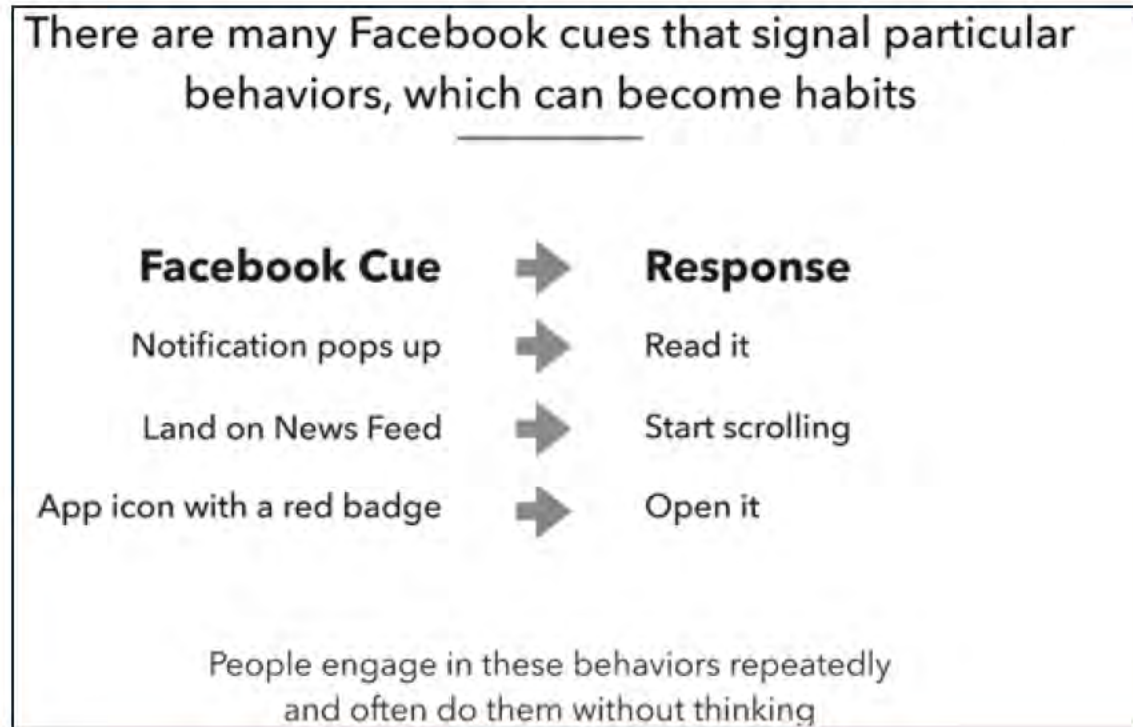 There are many Facebook cues that signal particular
behaviors, which can become habits
Facebook Cue Response
Notification pops up Read it
Land on News Feed Start scrolling
App icon with a red badge Open it
People engage in these behaviors repeatedly
and often do them without thinking